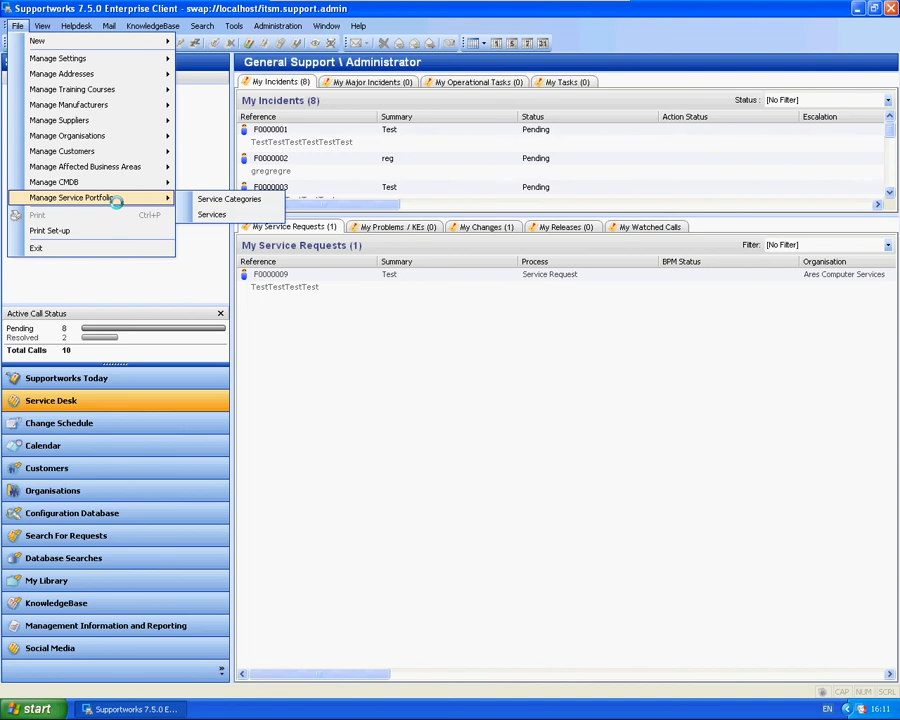 Supportworks 7.5.0 Enterprise Client - swap://localhost/itsm.support.admin
File View Helpdesk Mail KnowledgeBase Search Tools Administration Window Help
New
Manage Settings
Manage Addresses
Manage Training Courses
Manage Manufacturers
Manage Suppliers
Manage Organisations
Manage Customers
Manage Affected Business Areas
Manage CMDB
Manage Service Portfolio
Print Ctrl+P
Print Set-up
Exit
Service Categories
Services
General Support \ Administrator
My Incidents (8) My Major Incidents (0) My Operational Tasks (0) My Tasks (0)
My Incidents (8) Status : [No Filter]
Reference Summary Status Action Status Escalation
F0000001 Test Pending
TestTestTestTestTest
F0000002 reg Pending
gregregre
F0000003 Test Pending
My Service Requests (1) My Problems / KEs (0) My Changes (1) My Releases (0) My Watched Calls
My Service Requests (1) Filter: [No Filter]
Reference Summary Process BPM Status Organisation
F0000009 Test Service Request Ares Computer Services
TestTestTestTest
Active Call Status
Pending 8
Resolved 2
Total Calls 10
Supportworks Today
Service Desk
Change Schedule
Calendar
Customers
Organisations
Configuration Database
Search For Requests
Database Searches
My Library
KnowledgeBase
Management Information and Reporting
Social Media
CAP NUM SCRL
start Supportworks 7.5.0 E... EN 16:11